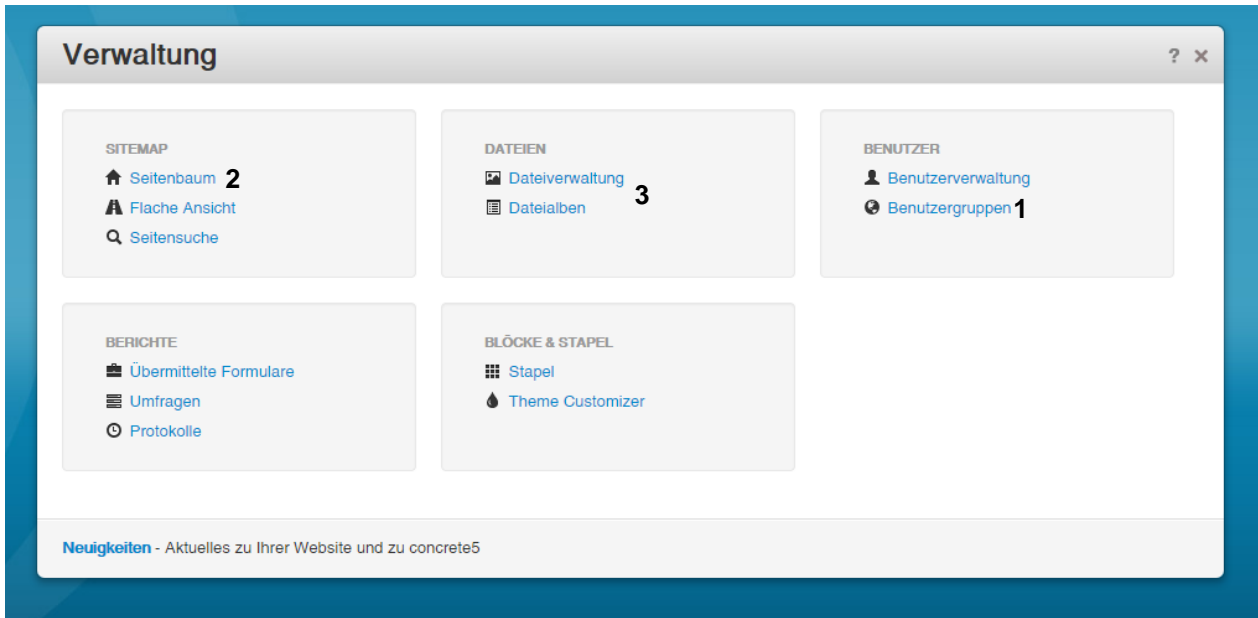 Verwaltung ? ×
SITEMAP
Seitenbaum 2
Flache Ansicht
Seitensuche
DATEIEN
Dateiverwaltung
3
Dateialben
BENUTZER
Benutzerverwaltung
Benutzergruppen 1
BERICHTE
Übermittelte Formulare
Umfragen
Protokolle
BLÖCKE & STAPEL
Stapel
Theme Customizer
Neuigkeiten - Aktuelles zu Ihrer Website und zu concrete5